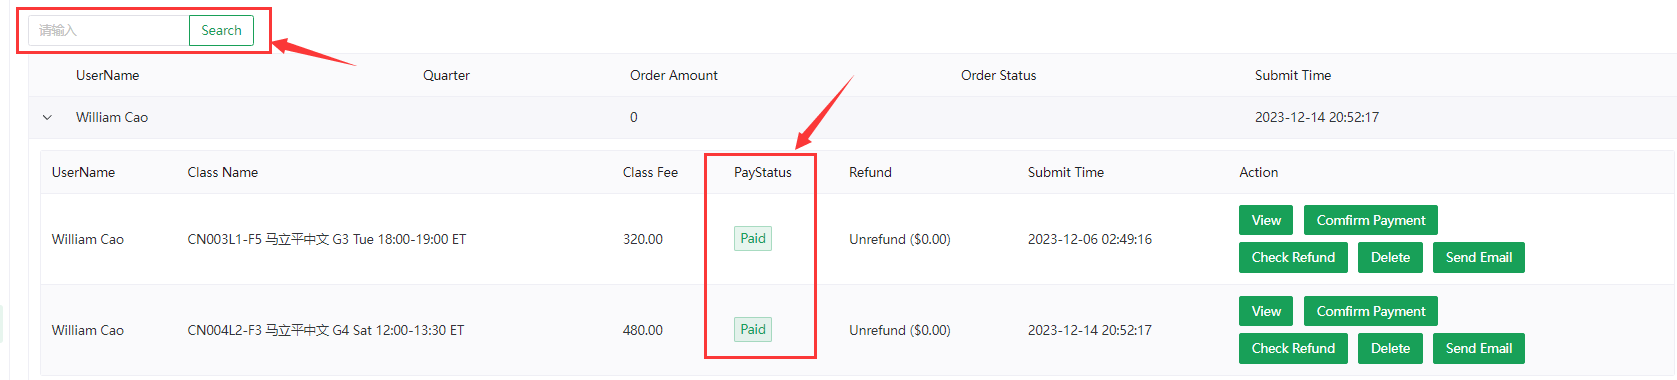 请输入 Search
UserName Quarter Order Amount Order Status Submit Time
William Cao 0 2023-12-14 20:52:17
UserName Class Name Class Fee PayStatus Refund Submit Time Action
William Cao CN003L1-F5 马立平中文 G3 Tue 18:00-19:00 ET 320.00 Paid Unrefund ($0.00) 2023-12-06 02:49:16 View Comfirm Payment
Check Refund Delete Send Email
William Cao CN004L2-F3 马立平中文 G4 Sat 12:00-13:30 ET 480.00 Paid Unrefund ($0.00) 2023-12-14 20:52:17 View Comfirm Payment
Check Refund Delete Send Email